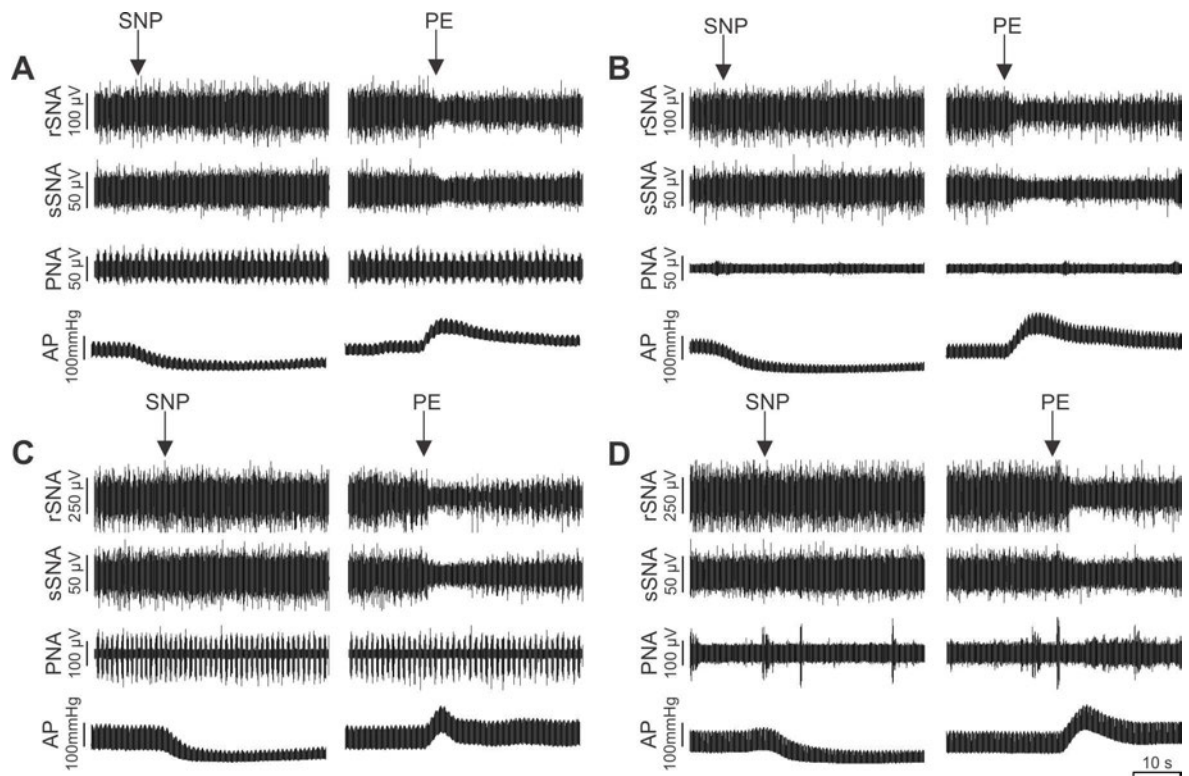 SNP PE
A
rSNA
100 µV
sSNA
50 µV
PNA
50 µV
AP
100mmHg
SNP PE
B
rSNA
100 µV
sSNA
50 µV
PNA
50 µV
AP
100mmHg
SNP PE
C
rSNA
250 µV
sSNA
50 µV
PNA
100 µV
AP
100mmHg
SNP PE
D
rSNA
250 µV
sSNA
50 µV
PNA
100 µV
AP
100mmHg
10 s